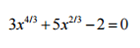 3x^{4/3} + 5x^{2/3} − 2 = 0